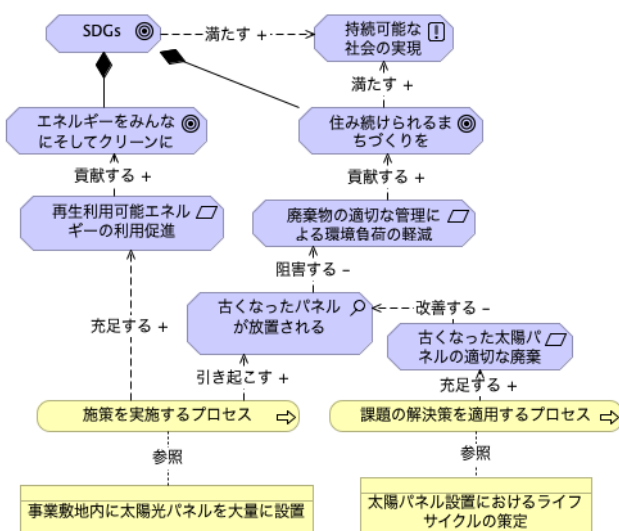 SDGs
満たす +
持続可能な
社会の実現
満たす +
エネルギーをみんな
にそしてクリーンに
住み続けられるま
ちづくりを
貢献する +
貢献する +
再生利用可能エネル
ギーの利用促進
廃棄物の適切な管理に
よる環境負荷の軽減
阻害する −
古くなったパネル
が放置される
改善する −
充足する +
古くなった太陽パ
ネルの適切な廃棄
引き起こす +
充足する +
施策を実施するプロセス
課題の解決策を適用するプロセス
参照
参照
事業敷地内に太陽光パネルを大量に設置
太陽パネル設置におけるライフ
サイクルの策定